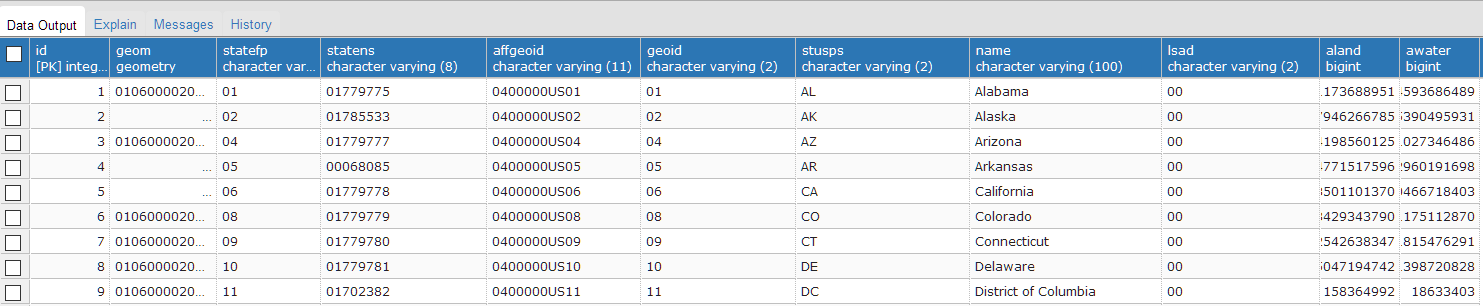 Data Output Explain Messages History
id geom statefp statens affgeoid geoid stusps name lsad aland awater
[PK] integ... geometry character var... character varying (8) character varying (11) character varying (2) character varying (2) character varying (100) character varying (2) bigint bigint
1 0106000020... 01 01779775 0400000US01 01 AL Alabama 00 173688951 593686489
2 ... 02 01785533 0400000US02 02 AK Alaska 00 946266785 390495931
3 0106000020... 04 01779777 0400000US04 04 AZ Arizona 00 198560125 027346486
4 ... 05 00068085 0400000US05 05 AR Arkansas 00 771517596 960191698
5 ... 06 01779778 0400000US06 06 CA California 00 501101370 466718403
6 0106000020... 08 01779779 0400000US08 08 CO Colorado 00 429343790 175112870
7 0106000020... 09 01779780 0400000US09 09 CT Connecticut 00 542638347 815476291
8 0106000020... 10 01779781 0400000US10 10 DE Delaware 00 047194742 398720828
9 0106000020... 11 01702382 0400000US11 11 DC District of Columbia 00 158364992 18633403